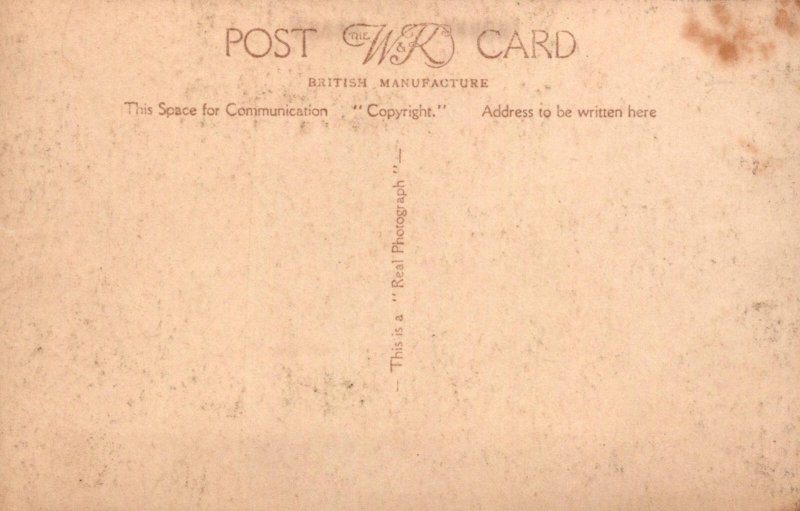 POST THE W & K CARD
BRITISH MANUFACTURE
This Space for Communication "Copyright." Address to be written here
— This is a "Real Photograph" —